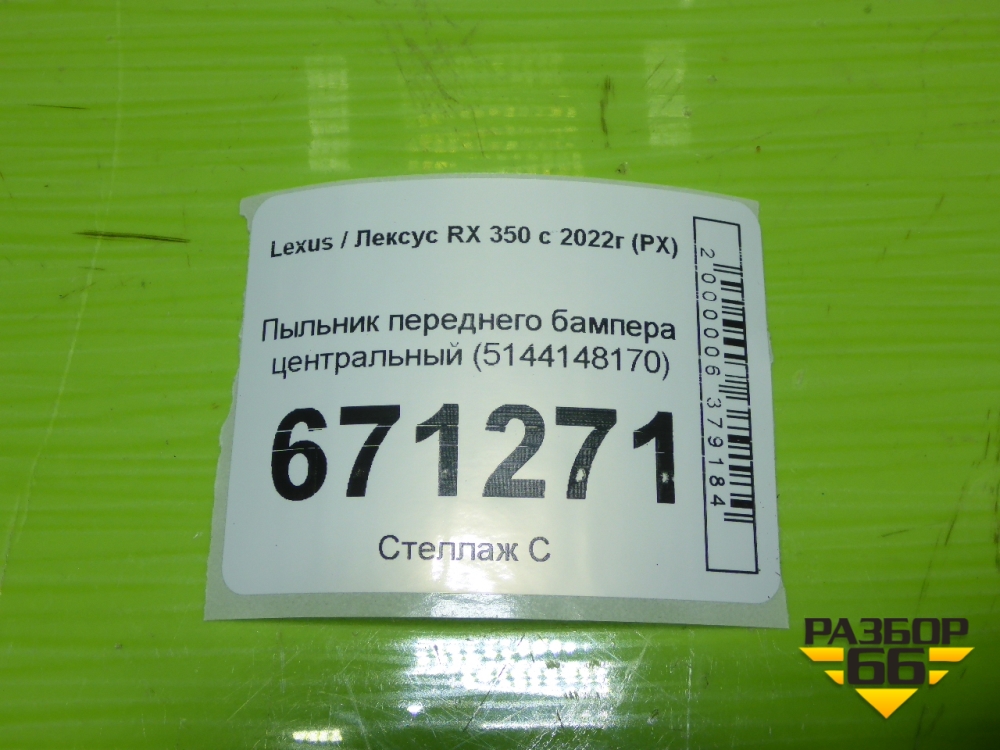 Lexus / Лексус RX 350 с 2022г (РХ)
Пыльник переднего бампера
центральный (5144148170)
671271
Стеллаж С
2000006379184
РАЗБОР
66